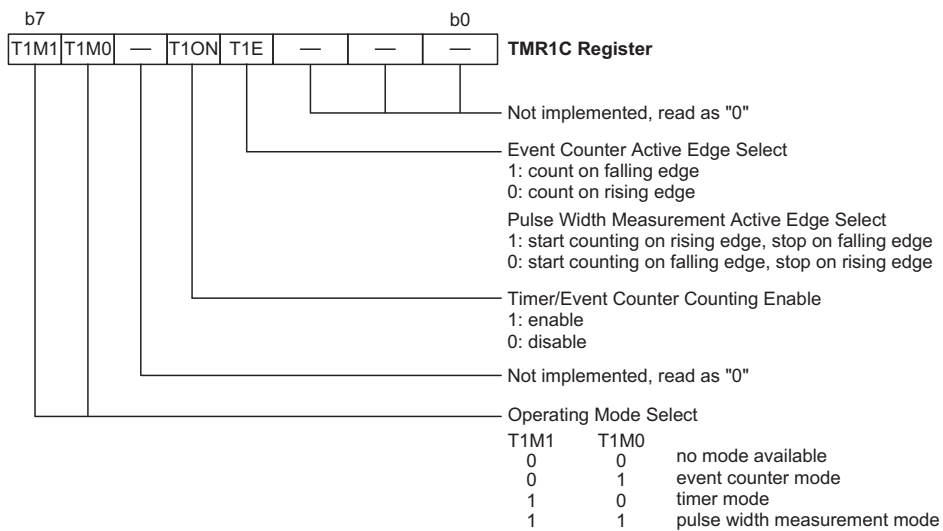 b7 b0
T1M1 T1M0 — T1ON T1E — — — TMR1C Register
Not implemented, read as "0"
Event Counter Active Edge Select
1: count on falling edge
0: count on rising edge
Pulse Width Measurement Active Edge Select
1: start counting on rising edge, stop on falling edge
0: start counting on falling edge, stop on rising edge
Timer/Event Counter Counting Enable
1: enable
0: disable
Not implemented, read as "0"
Operating Mode Select
T1M1 T1M0
0 0 no mode available
0 1 event counter mode
1 0 timer mode
1 1 pulse width measurement mode